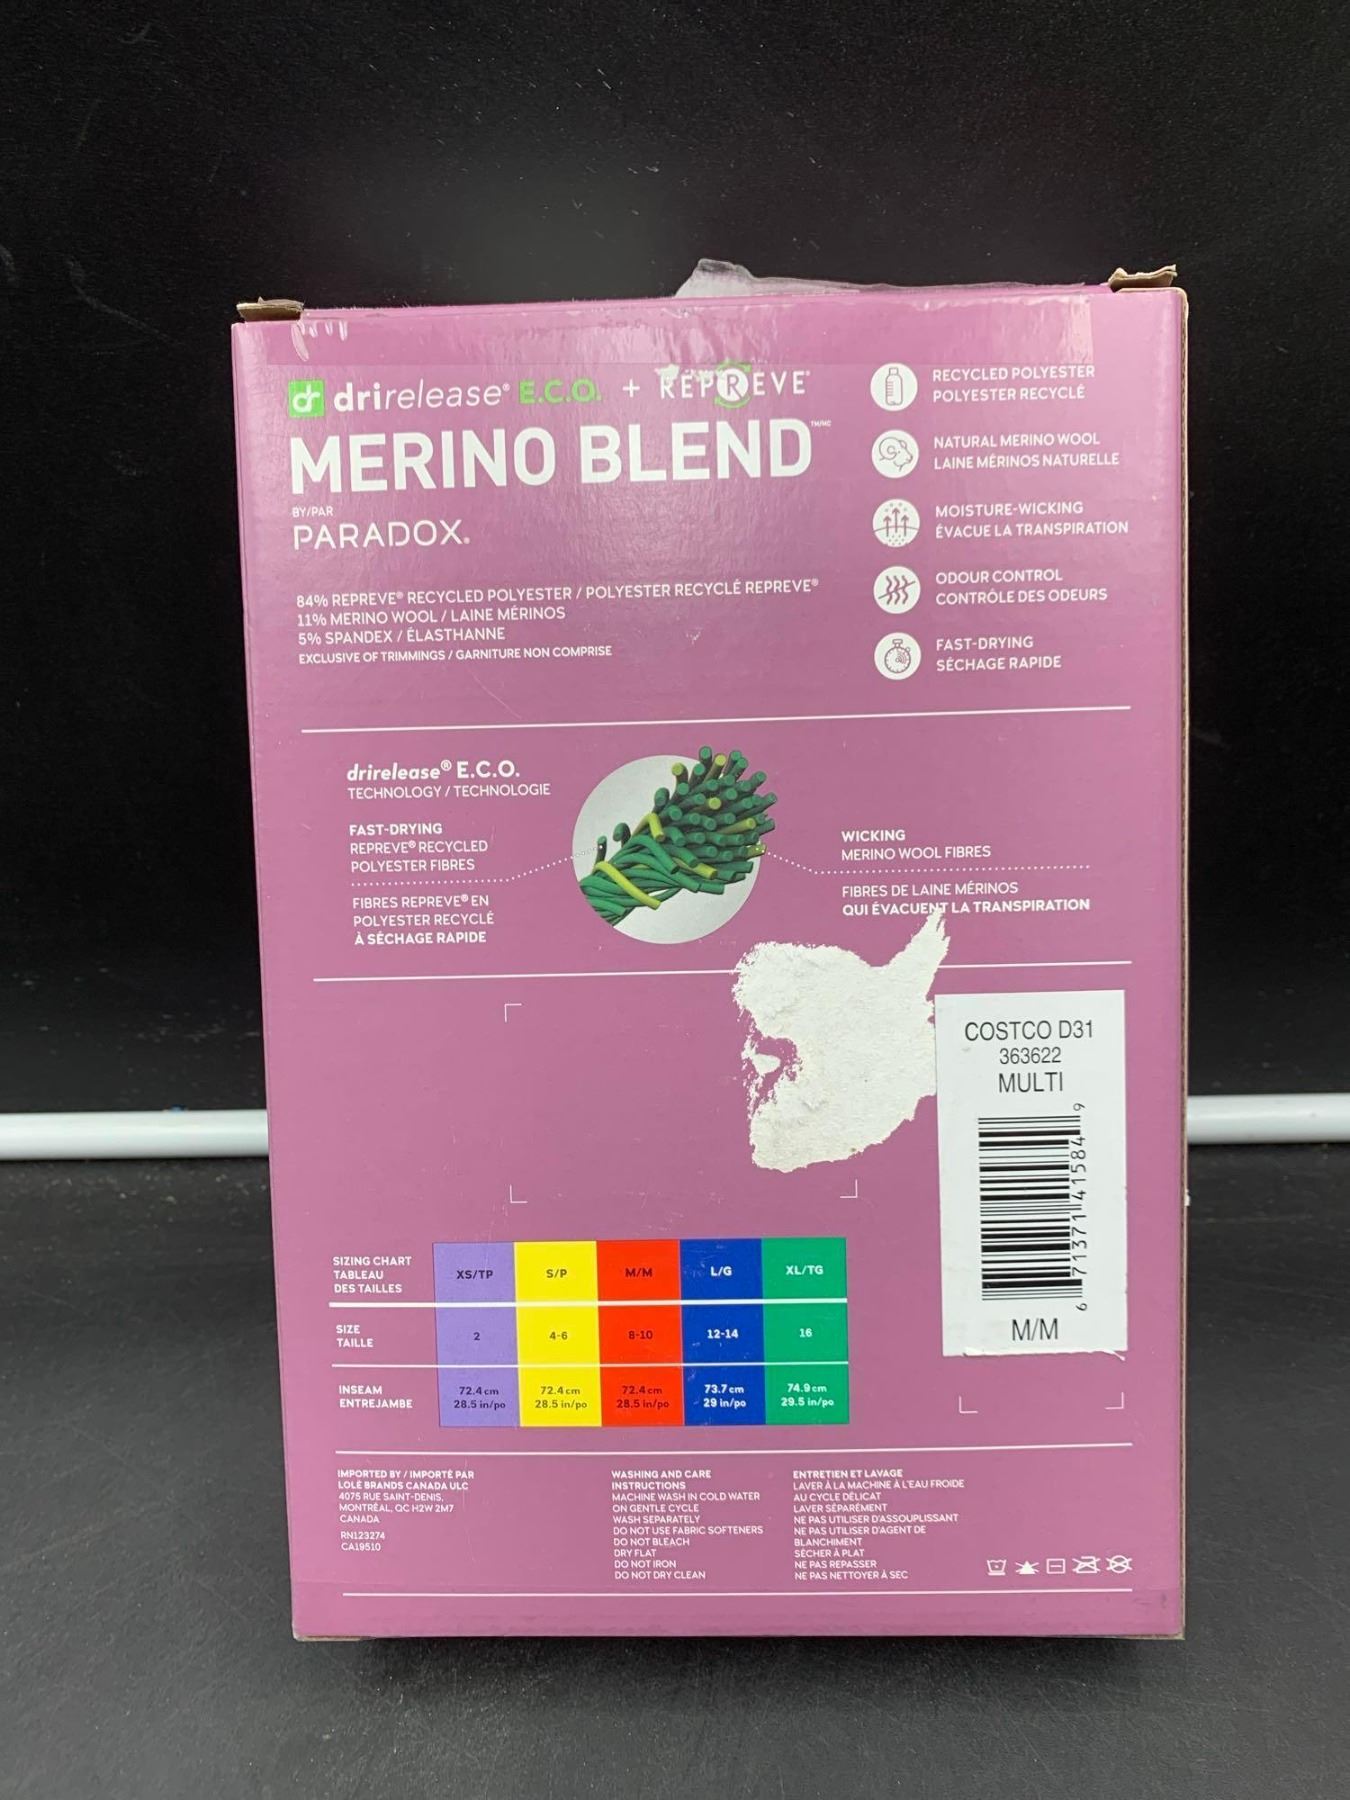 drirelease® E.C.O. + REPREVE®
MERINO BLEND™/MC
BY/PAR
PARADOX®
84% REPREVE® RECYCLED POLYESTER / POLYESTER RECYCLÉ REPREVE®
11% MERINO WOOL / LAINE MÉRINOS
5% SPANDEX / ÉLASTHANNE
EXCLUSIVE OF TRIMMINGS / GARNITURE NON COMPRISE
RECYCLED POLYESTER
POLYESTER RECYCLÉ
NATURAL MERINO WOOL
LAINE MÉRINOS NATURELLE
MOISTURE-WICKING
ÉVACUE LA TRANSPIRATION
ODOUR CONTROL
CONTRÔLE DES ODEURS
FAST-DRYING
SÉCHAGE RAPIDE
drirelease® E.C.O.
TECHNOLOGY / TECHNOLOGIE
FAST-DRYING
REPREVE® RECYCLED
POLYESTER FIBRES
FIBRES REPREVE® EN
POLYESTER RECYCLÉ
À SÉCHAGE RAPIDE
WICKING
MERINO WOOL FIBRES
FIBRES DE LAINE MÉRINOS
QUI ÉVACUENT LA TRANSPIRATION
COSTCO D31
363622
MULTI
6 71371 41584 9
M/M
SIZING CHART
TABLEAU
DES TAILLES
XS/TP S/P M/M L/G XL/TG
SIZE
TAILLE
2 4-6 8-10 12-14 16
INSEAM
ENTREJAMBE
72.4 cm 72.4 cm 72.4 cm 73.7 cm 74.9 cm
28.5 in/po 28.5 in/po 28.5 in/po 29 in/po 29.5 in/po
IMPORTED BY / IMPORTÉ PAR
LOLË BRANDS CANADA ULC
4075 RUE SAINT-DENIS,
MONTRÉAL, QC H2W 2M7
CANADA
RN123274
CA19510
WASHING AND CARE
INSTRUCTIONS
MACHINE WASH IN COLD WATER
ON GENTLE CYCLE
WASH SEPARATELY
DO NOT USE FABRIC SOFTENERS
DO NOT BLEACH
DRY FLAT
DO NOT IRON
DO NOT DRY CLEAN
ENTRETIEN ET LAVAGE
LAVER À LA MACHINE À L'EAU FROIDE
AU CYCLE DÉLICAT
LAVER SÉPARÉMENT
NE PAS UTILISER D'ASSOUPLISSANT
NE PAS UTILISER D'AGENT DE
BLANCHIMENT
SÉCHER À PLAT
NE PAS REPASSER
NE PAS NETTOYER À SEC